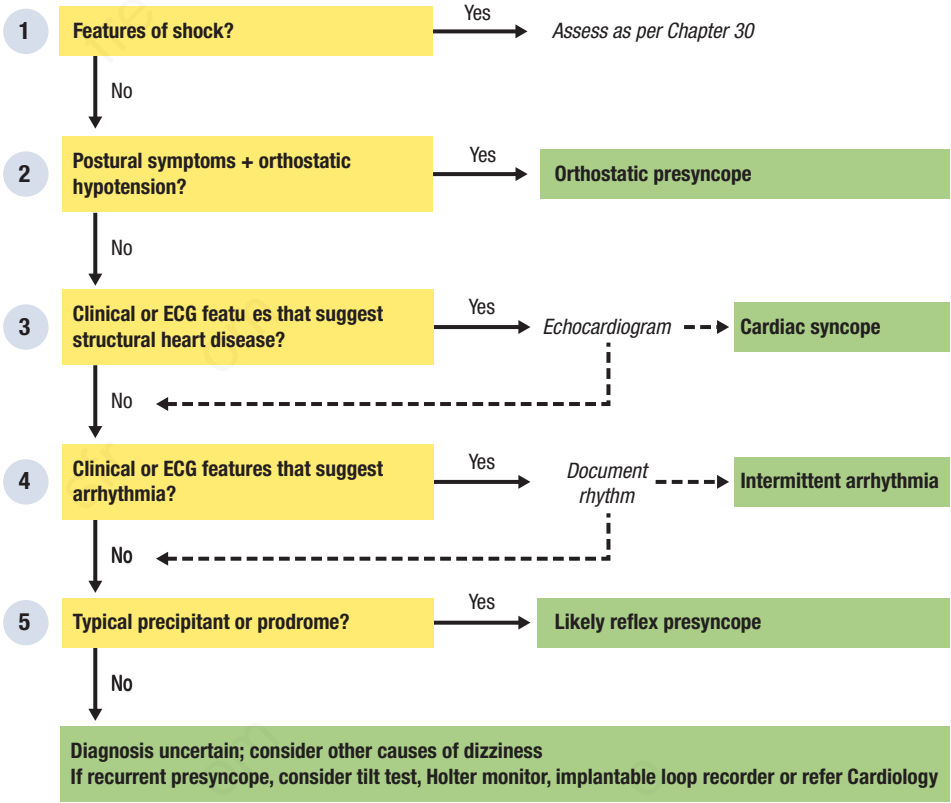 1
Features of shock?
Yes
Assess as per Chapter 30
No
2
Postural symptoms + orthostatic
hypotension?
Yes
Orthostatic presyncope
No
3
Clinical or ECG featu es that suggest
structural heart disease?
Yes
Echocardiogram
Cardiac syncope
No
4
Clinical or ECG features that suggest
arrhythmia?
Yes
Document
rhythm
Intermittent arrhythmia
No
5
Typical precipitant or prodrome?
Yes
Likely reflex presyncope
No
Diagnosis uncertain; consider other causes of dizziness
If recurrent presyncope, consider tilt test, Holter monitor, implantable loop recorder or refer Cardiology